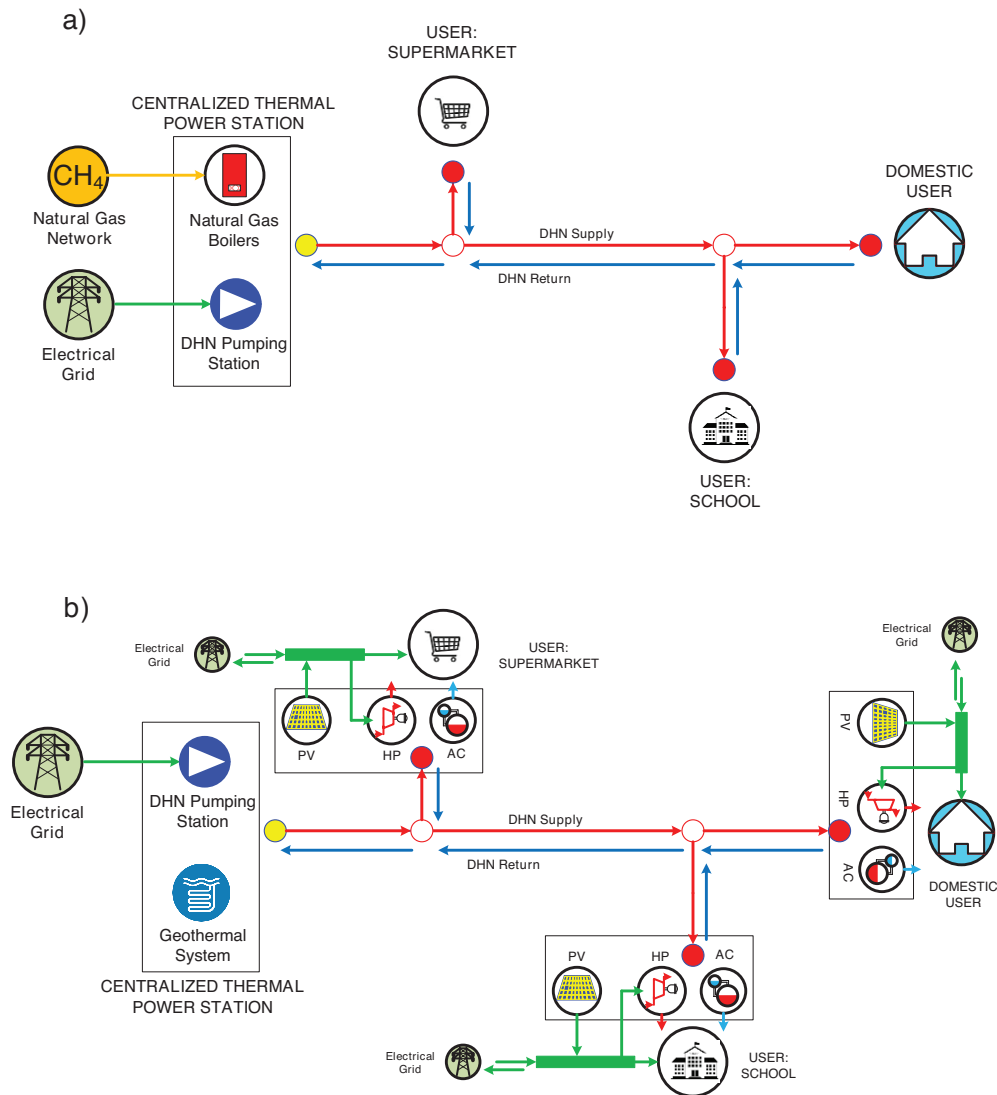 a)
USER:
SUPERMARKET
CENTRALIZED THERMAL
POWER STATION
CH4
Natural Gas
Network
Natural Gas
Boilers
DOMESTIC
USER
DHN Supply
DHN Return
Electrical
Grid
DHN Pumping
Station
USER:
SCHOOL
b)
Electrical
Grid
USER:
SUPERMARKET
PV
HP
AC
Electrical
Grid
DHN Pumping
Station
Geothermal
System
CENTRALIZED THERMAL
POWER STATION
DHN Supply
DHN Return
Electrical
Grid
PV
HP
AC
DOMESTIC
USER
PV
HP
AC
Electrical
Grid
USER:
SCHOOL